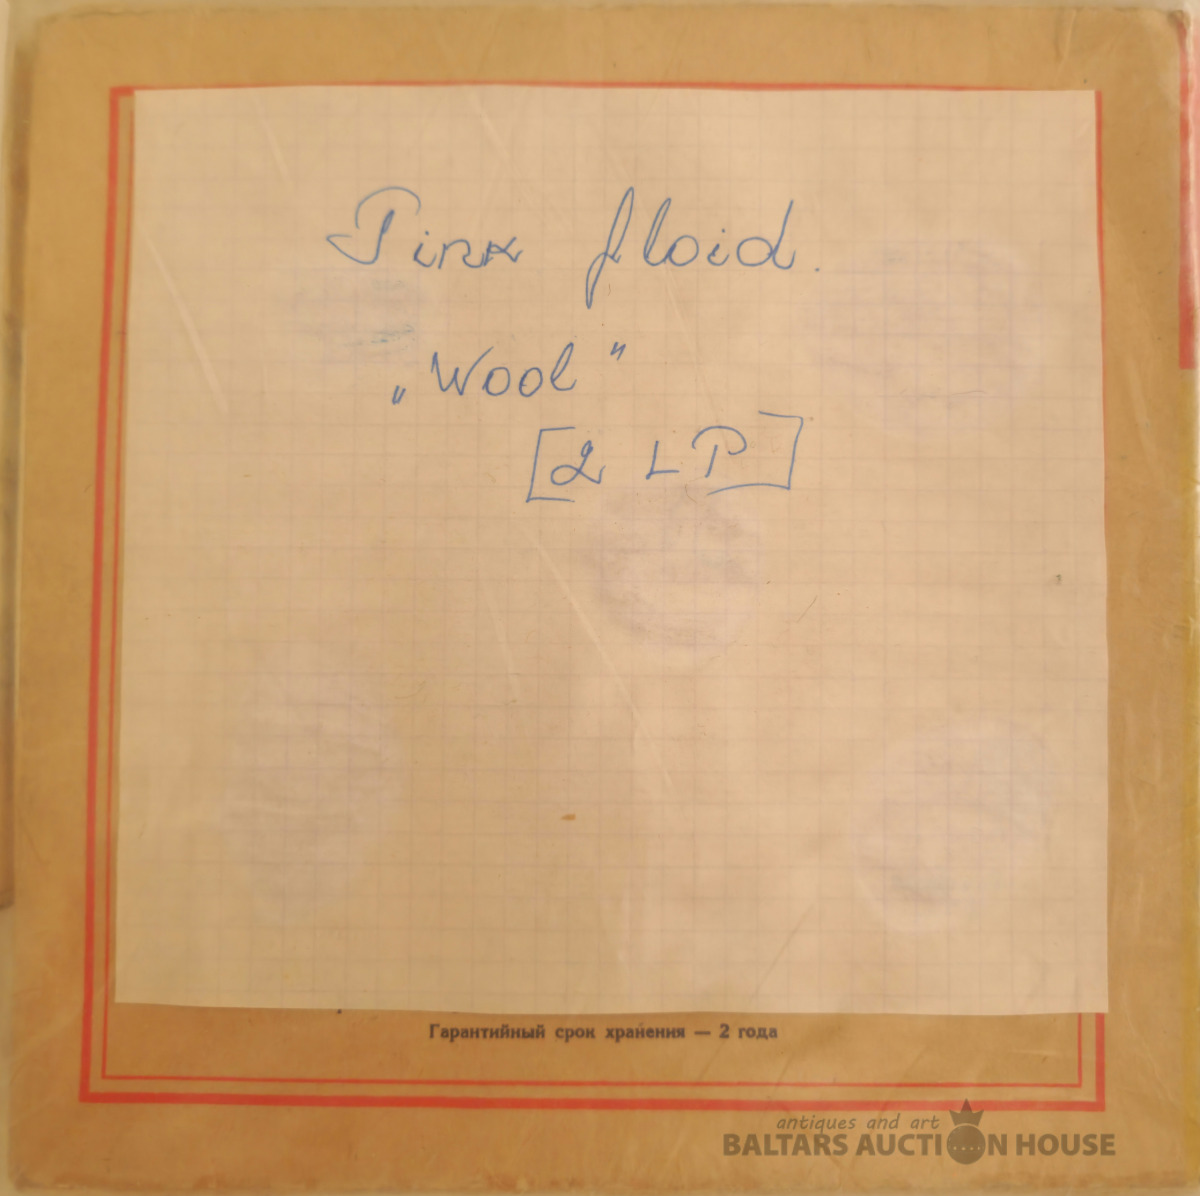 Pink floid.
„Wool"
[2 LP]
Гарантийный срок хранения — 2 года
antiques and art
BALTARS AUCTION HOUSE